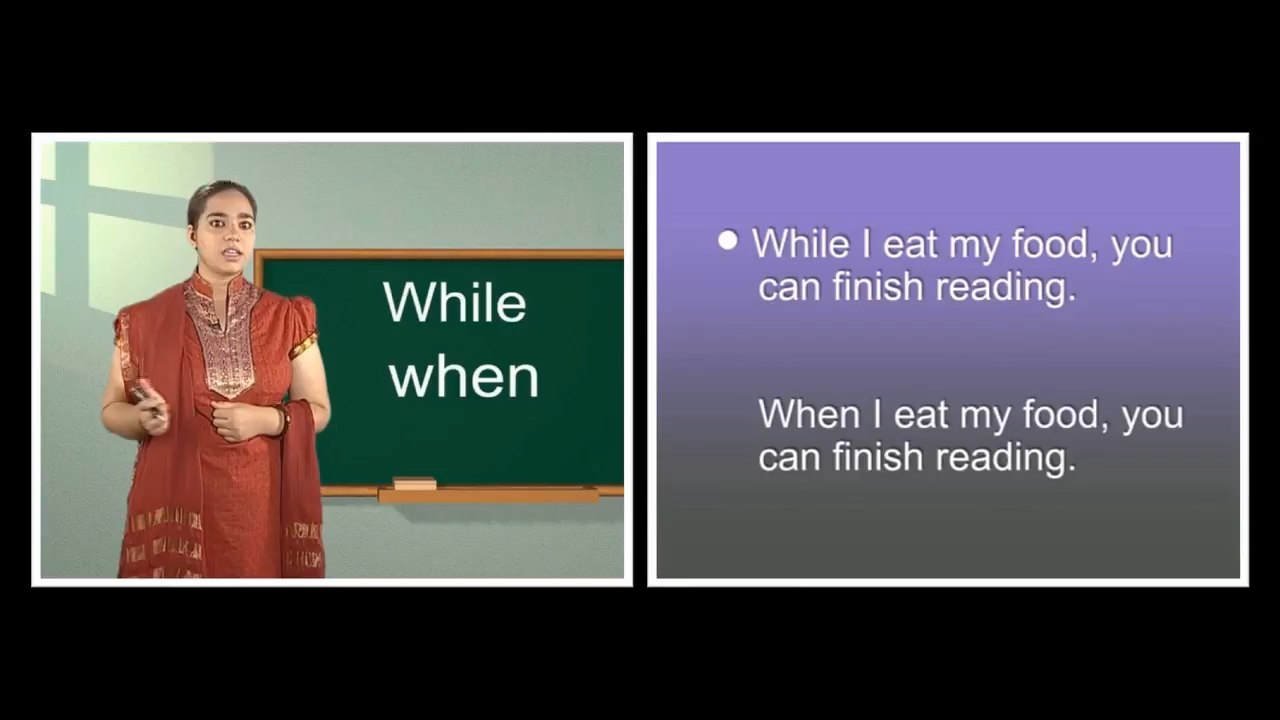 While
when
While I eat my food, you
can finish reading.
When I eat my food, you
can finish reading.